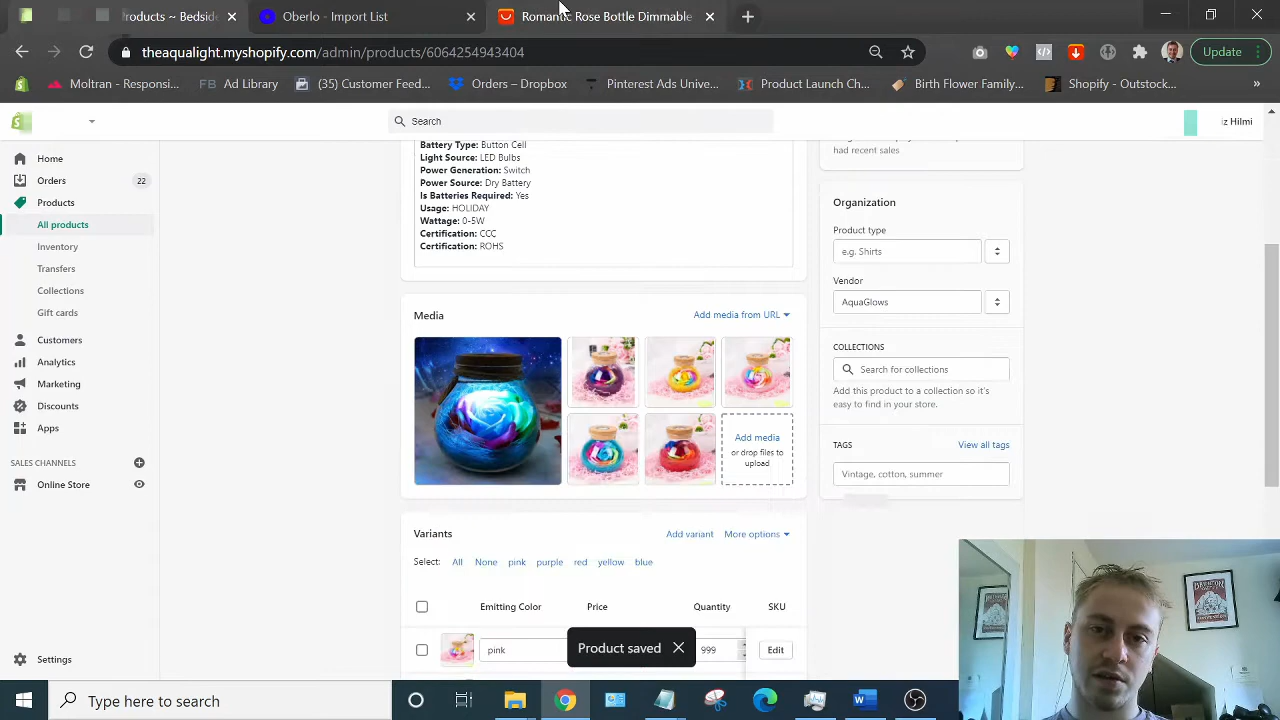 roducts ~ Bedsid
Oberlo - Import List
Romantic Rose Bottle Dimmable
theaqualight.myshopify.com/admin/products/6064254943404
Update
Moltran - Responsi...
FB Ad Library
(35) Customer Feed...
Orders – Dropbox
Pinterest Ads Unive...
Product Launch Ch...
Birth Flower Family...
Shopify - Outstock...
»
Search
z Hilmi
Home
Orders 22
Products
All products
Inventory
Transfers
Collections
Gift cards
Customers
Analytics
Marketing
Discounts
Apps
SALES CHANNELS
Online Store
Settings
Battery Type: Button Cell
Light Source: LED Bulbs
Power Generation: Switch
Power Source: Dry Battery
Is Batteries Required: Yes
Usage: HOLIDAY
Wattage: 0-5W
Certification: CCC
Certification: ROHS
Media
Add media from URL
Add media
or drop files to
upload
Variants
Add variant
More options
Select: All None pink purple red yellow blue
Emitting Color Price Quantity SKU
pink 999 Edit
Product saved
had recent sales
Organization
Product type
e.g. Shirts
Vendor
AquaGlows
COLLECTIONS
Search for collections
Add this product to a collection so it's
easy to find in your store.
TAGS
View all tags
Vintage, cotton, summer
Type here to search